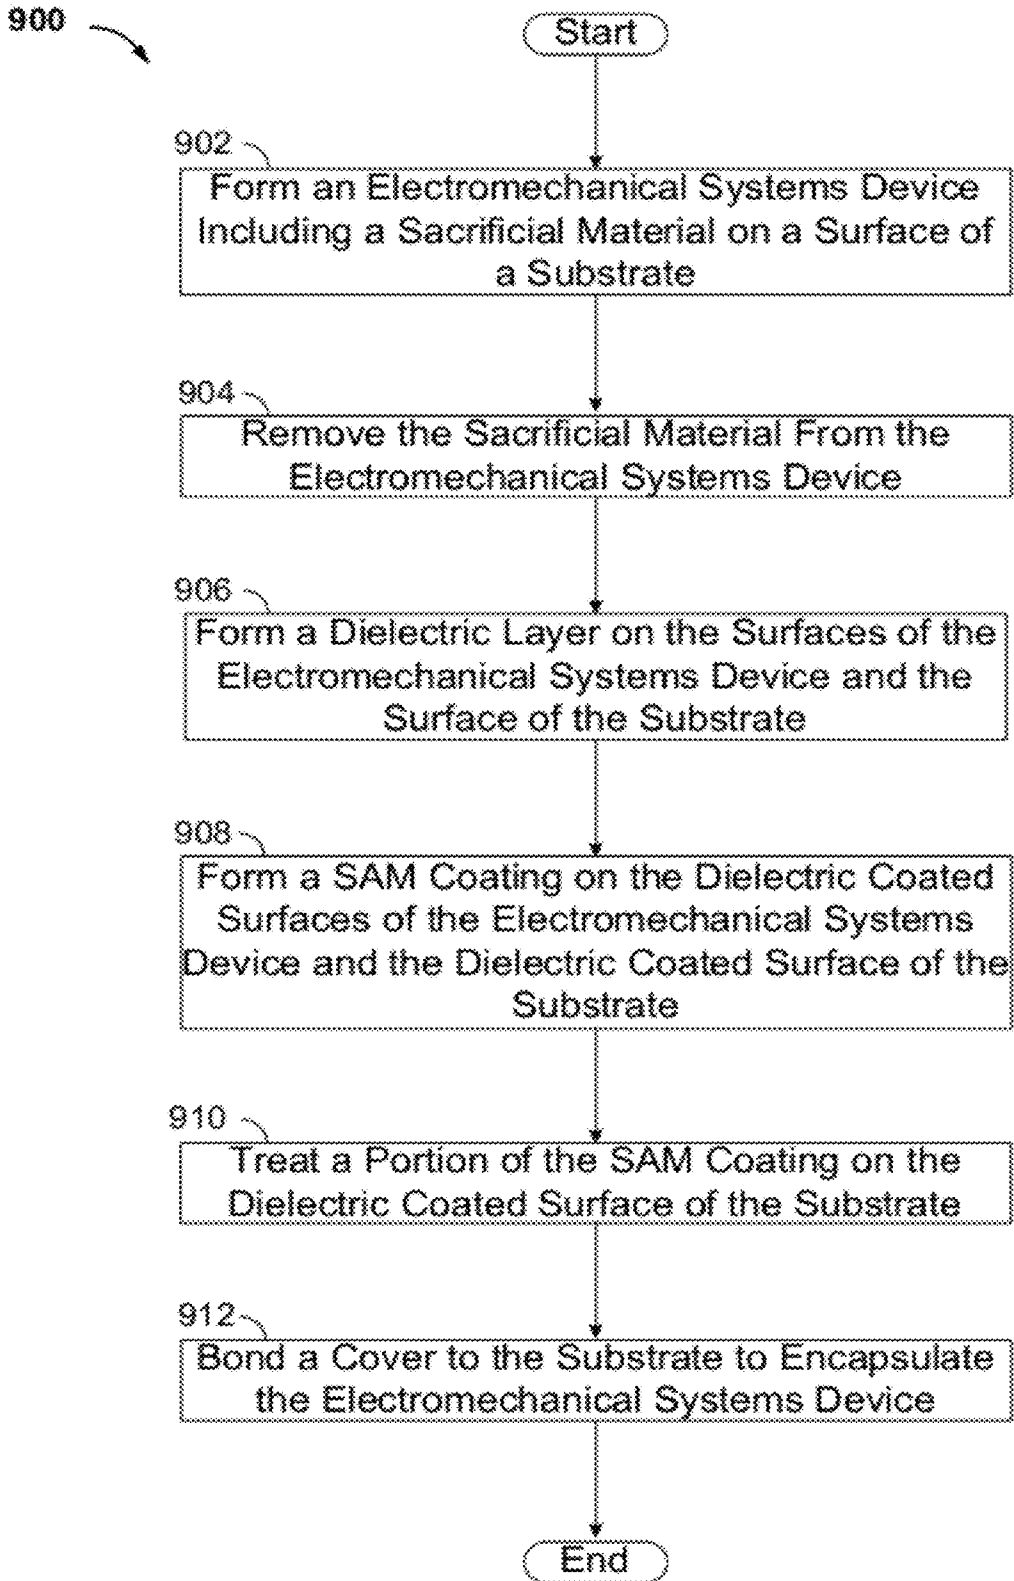 900
Start
902
Form an Electromechanical Systems Device
Including a Sacrificial Material on a Surface of
a Substrate
904
Remove the Sacrificial Material From the
Electromechanical Systems Device
906
Form a Dielectric Layer on the Surfaces of the
Electromechanical Systems Device and the
Surface of the Substrate
908
Form a SAM Coating on the Dielectric Coated
Surfaces of the Electromechanical Systems
Device and the Dielectric Coated Surface of the
Substrate
910
Treat a Portion of the SAM Coating on the
Dielectric Coated Surface of the Substrate
912
Bond a Cover to the Substrate to Encapsulate
the Electromechanical Systems Device
End